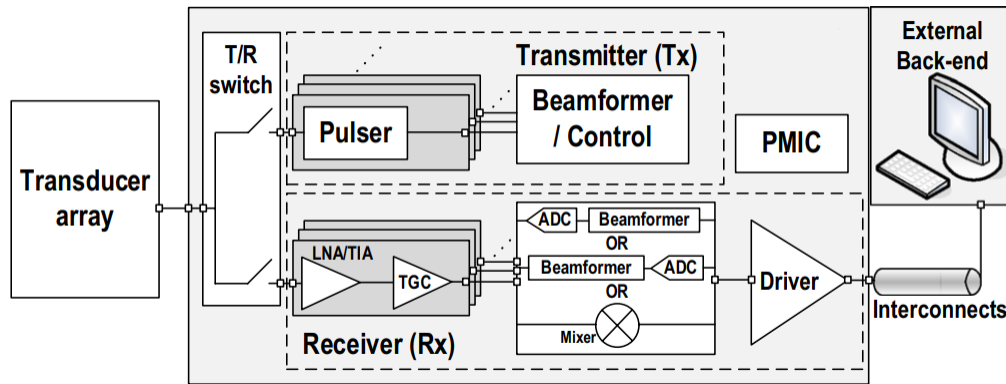 Transducer
array
T/R
switch
Transmitter (Tx)
Pulser
Beamformer
/ Control
PMIC
External
Back-end
LNA/TIA
TGC
Receiver (Rx)
ADC
Beamformer
OR
Beamformer
ADC
OR
Mixer
Driver
Interconnects